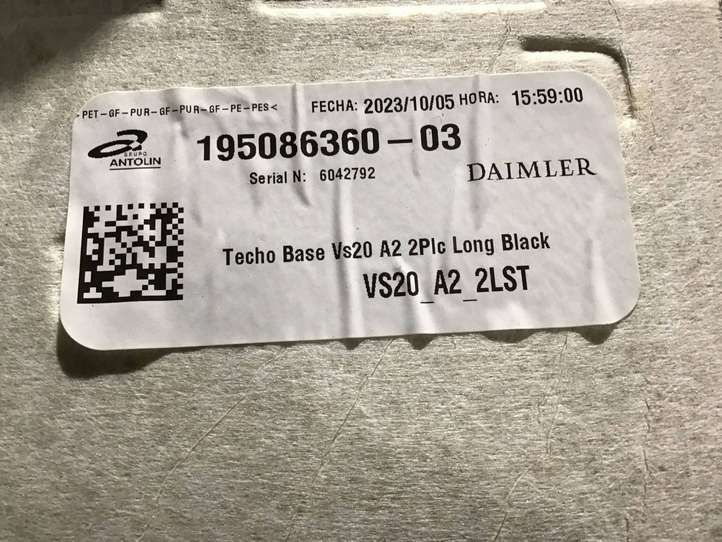 PET-GF-PUR-GF-PUR-GF-PE-PES<
FECHA: 2023/10/05 HORA: 15:59:00
GRUPO
ANTOLIN
195086360-03
Serial N: 6042792
DAIMLER
Techo Base Vs20 A2 2Plc Long Black
VS20_A2_2LST